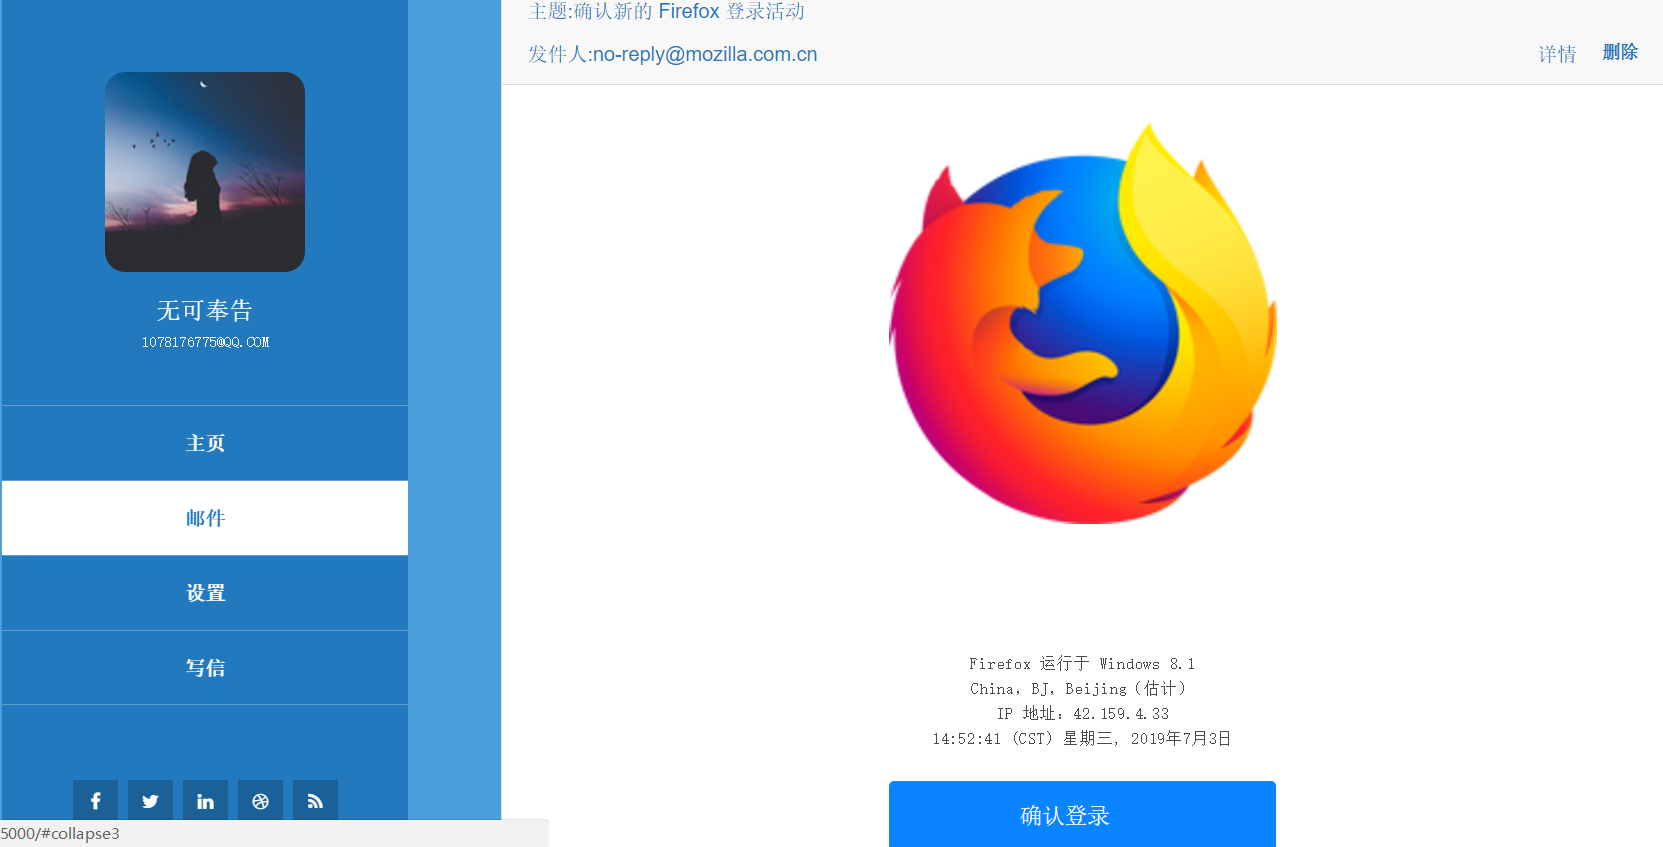 无可奉告
1078176775@QQ.COM
主页
邮件
设置
写信
5000/#collapse3
主题:确认新的 Firefox 登录活动
发件人:no-reply@mozilla.com.cn
详情
删除
Firefox 运行于 Windows 8.1
China, BJ, Beijing (估计)
IP 地址: 42.159.4.33
14:52:41 (CST) 星期三, 2019年7月3日
确认登录